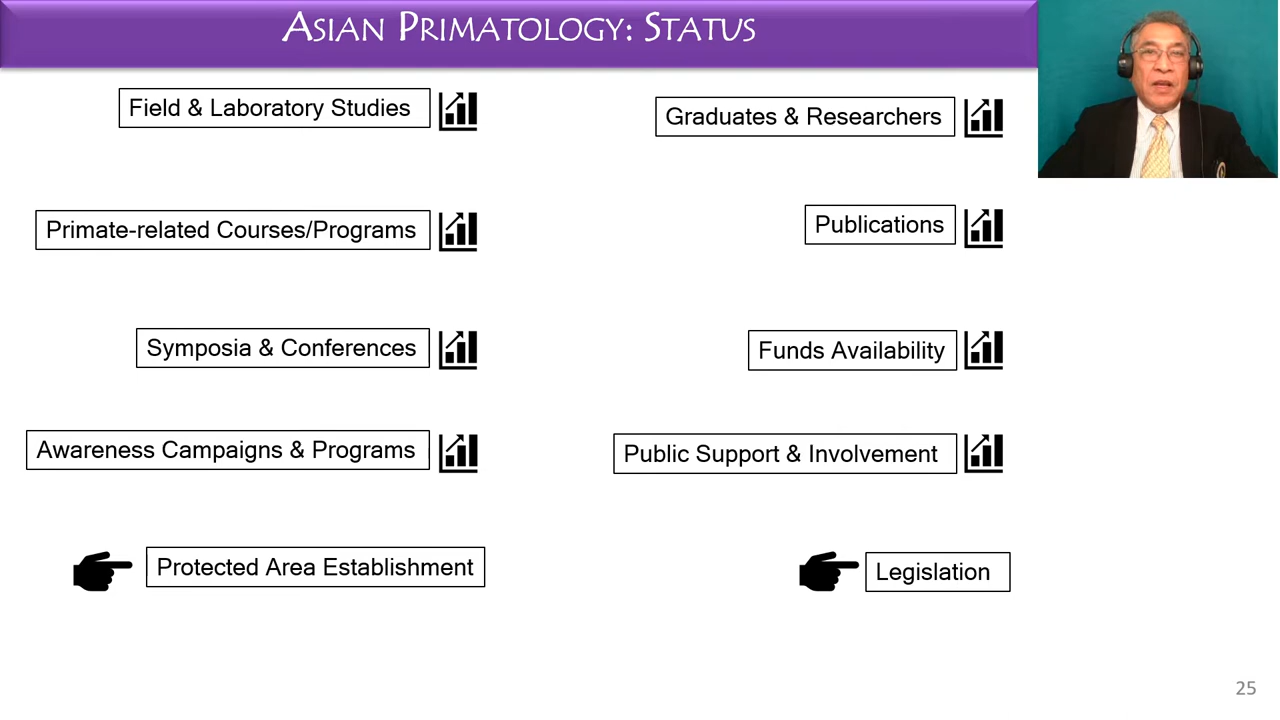 ASIAN PRIMATOLOGY: STATUS
Field & Laboratory Studies
Graduates & Researchers
Primate-related Courses/Programs
Publications
Symposia & Conferences
Funds Availability
Awareness Campaigns & Programs
Public Support & Involvement
Protected Area Establishment
Legislation
25